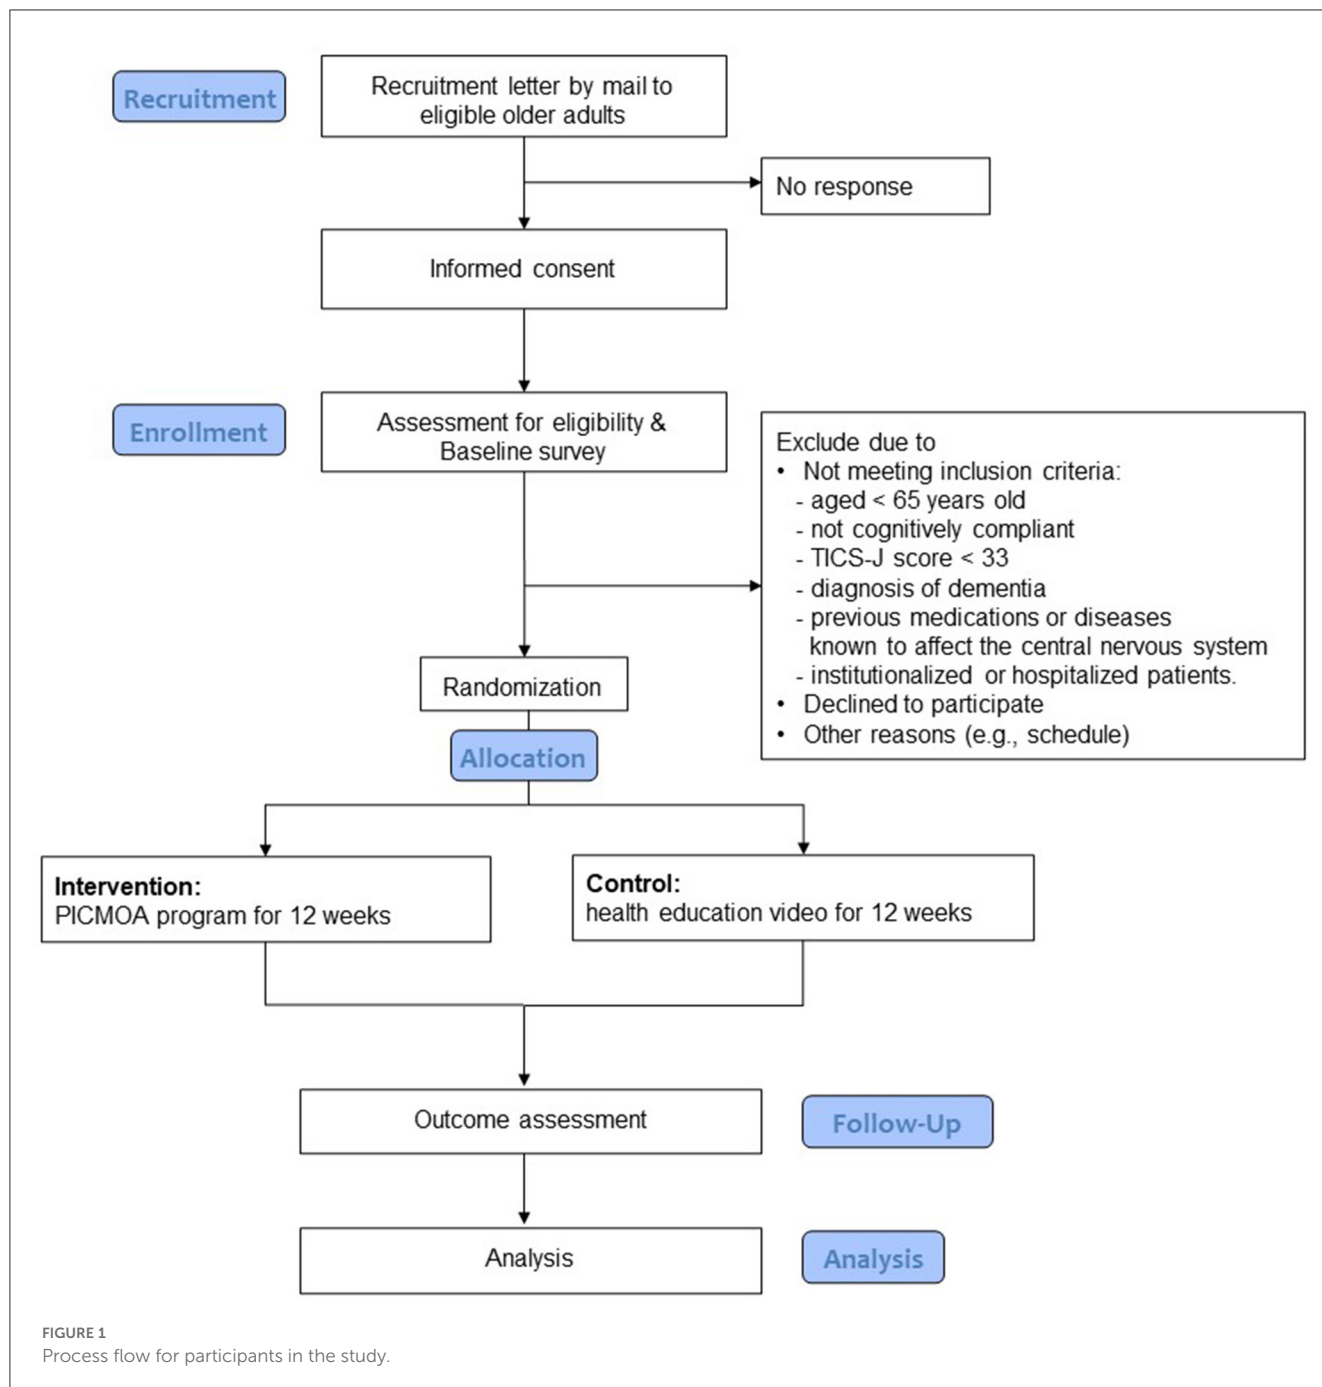 Recruitment
Recruitment letter by mail to
eligible older adults
No response
Informed consent
Enrollment
Assessment for eligibility &
Baseline survey
Exclude due to
• Not meeting inclusion criteria:
- aged < 65 years old
- not cognitively compliant
- TICS-J score < 33
- diagnosis of dementia
- previous medications or diseases
known to affect the central nervous system
- institutionalized or hospitalized patients.
• Declined to participate
• Other reasons (e.g., schedule)
Randomization
Allocation
Intervention:
PICMOA program for 12 weeks
Control:
health education video for 12 weeks
Outcome assessment
Follow-Up
Analysis
Analysis
FIGURE 1
Process flow for participants in the study.